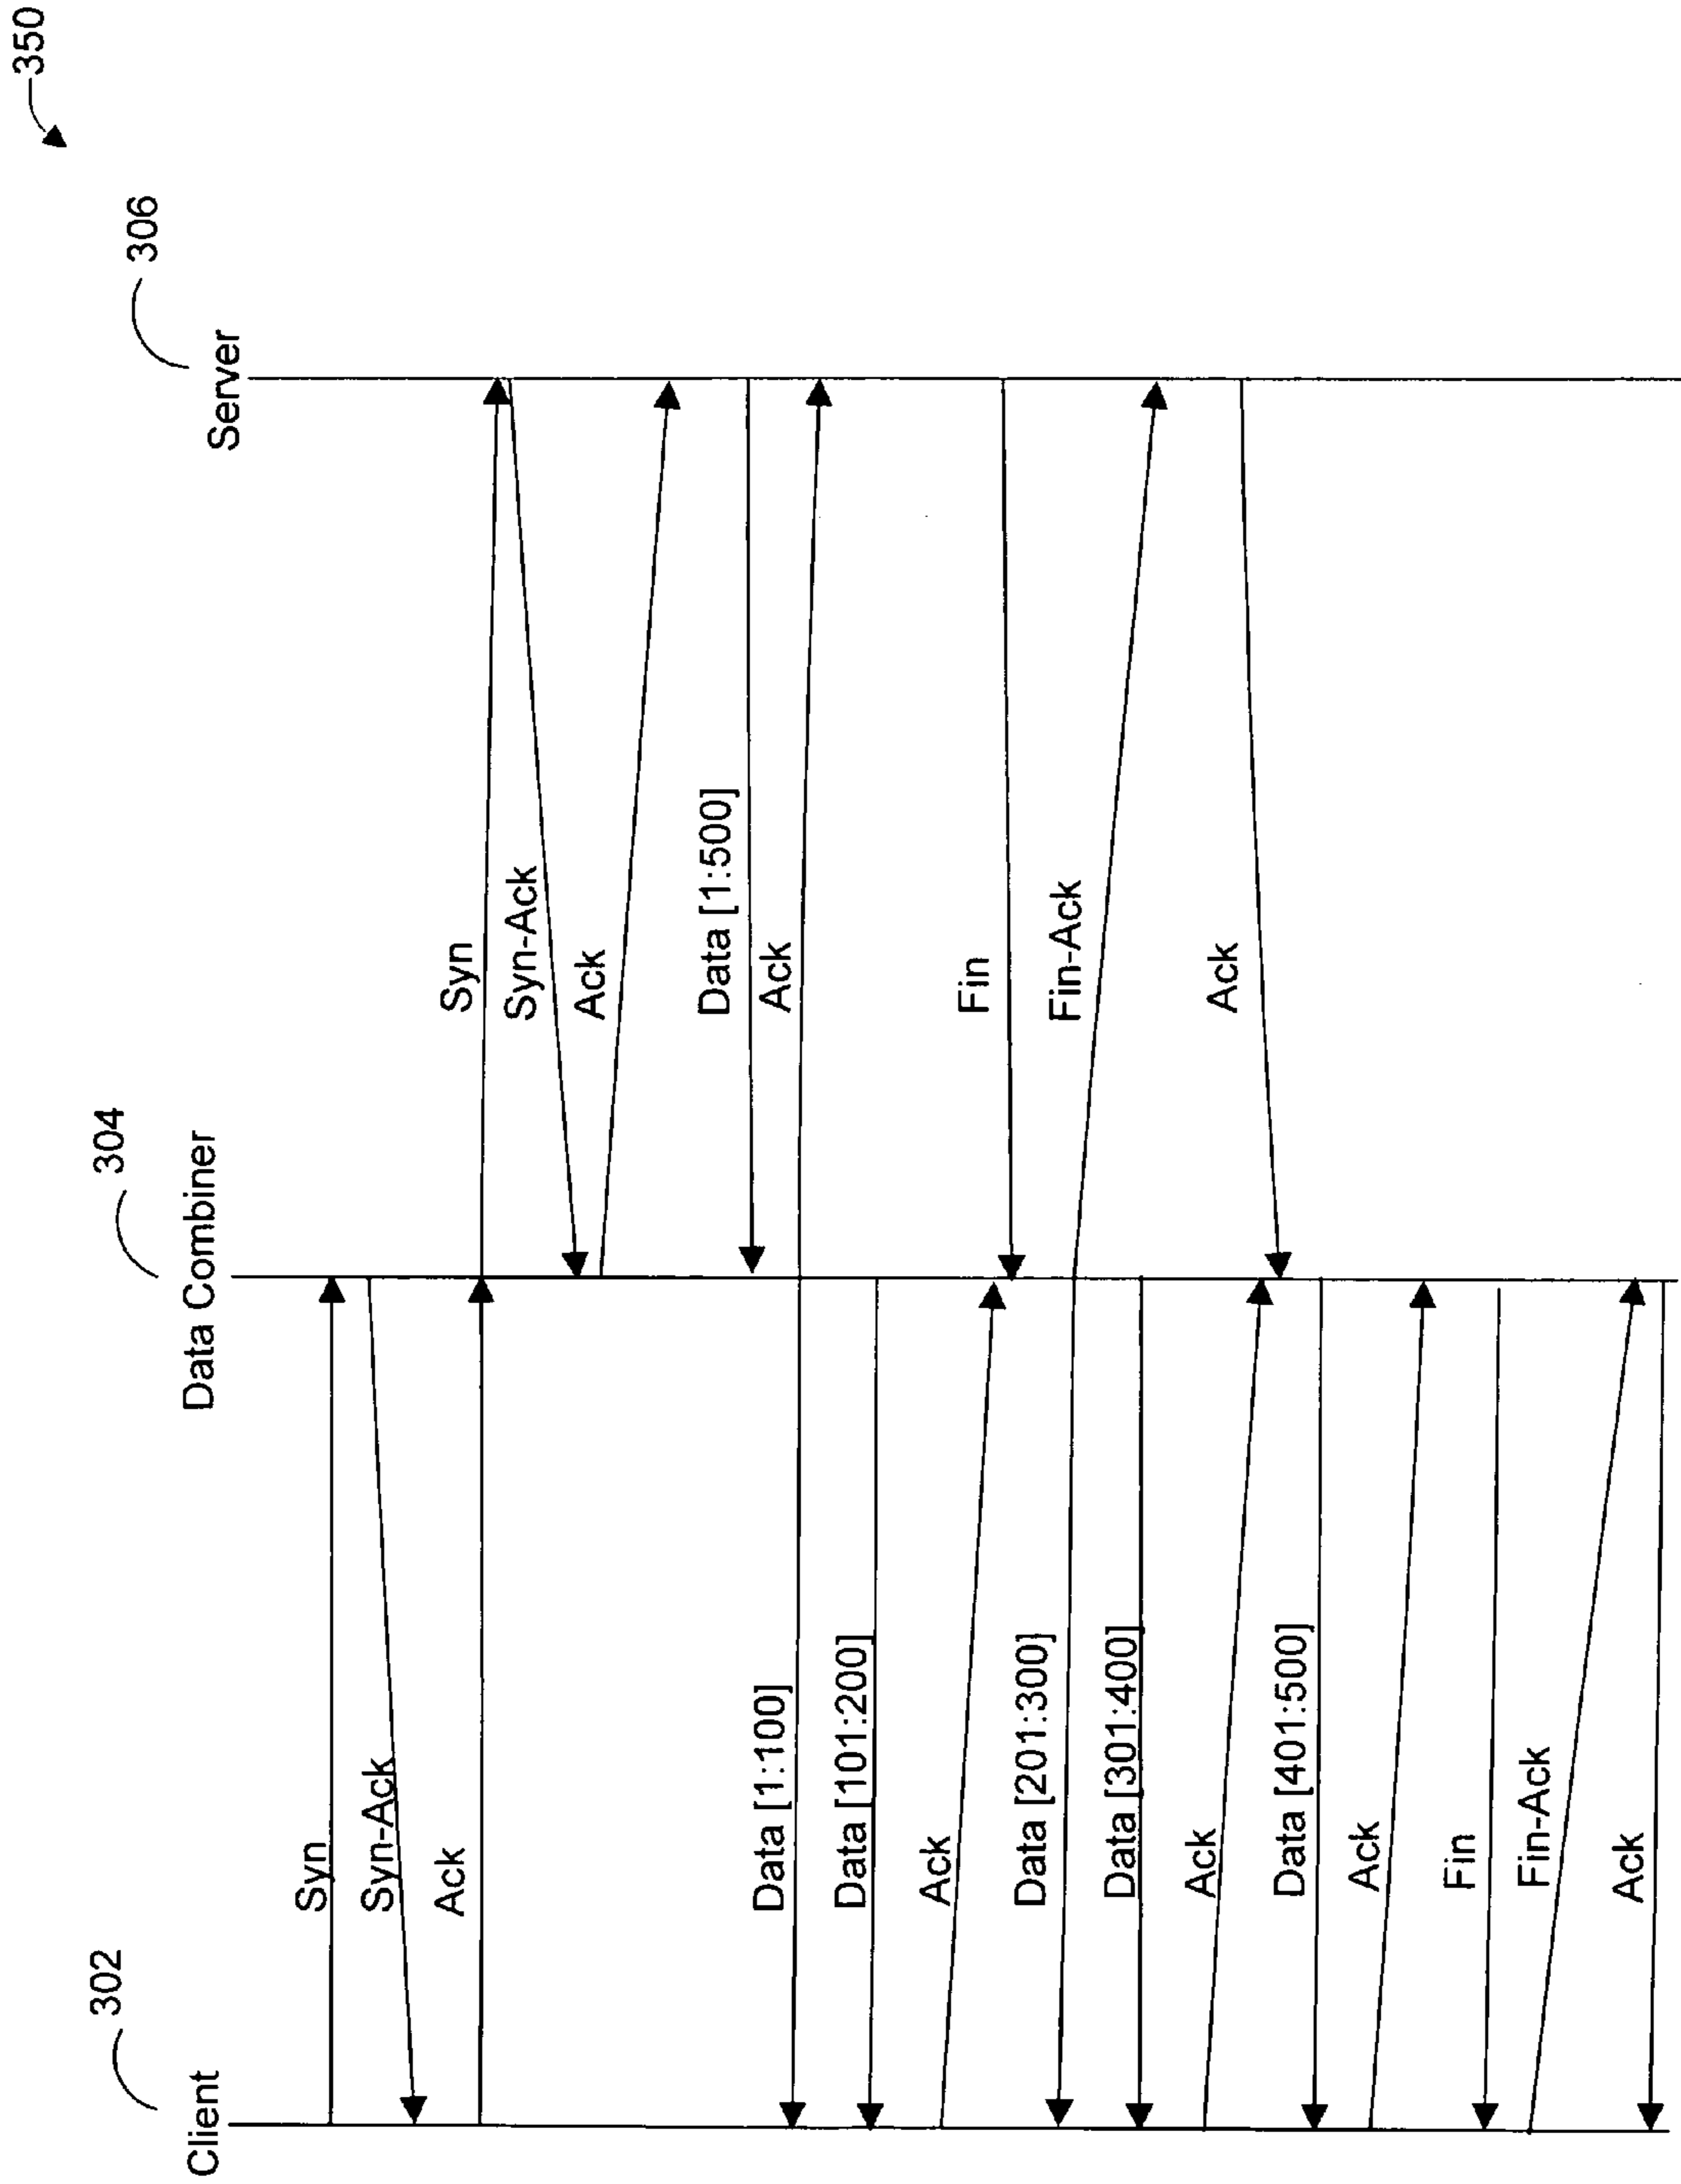 350
302
304
306
Client
Data Combiner
Server
Syn
Syn-Ack
Ack
Syn
Syn-Ack
Ack
Data [1:500]
Ack
Data [1:100]
Data [101:200]
Ack
Fin
Data [201:300]
Fin-Ack
Data [301:400]
Ack
Ack
Data [401:500]
Ack
Fin
Fin-Ack
Ack